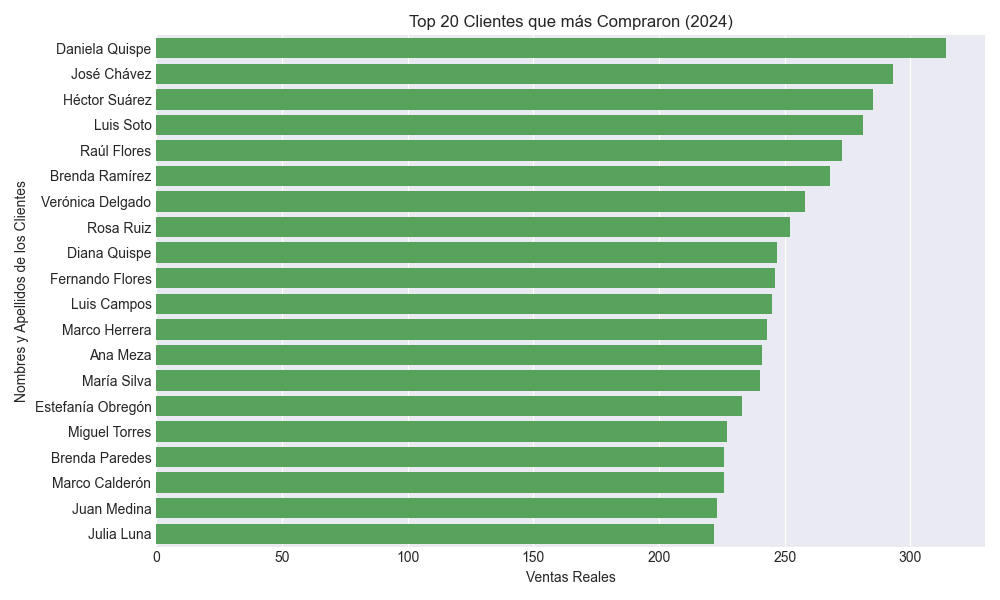 Top 20 Clientes que más Compraron (2024)
Nombres y Apellidos de los Clientes
Daniela Quispe
José Chávez
Héctor Suárez
Luis Soto
Raúl Flores
Brenda Ramírez
Verónica Delgado
Rosa Ruiz
Diana Quispe
Fernando Flores
Luis Campos
Marco Herrera
Ana Meza
María Silva
Estefanía Obregón
Miguel Torres
Brenda Paredes
Marco Calderón
Juan Medina
Julia Luna
0 50 100 150 200 250 300
Ventas Reales